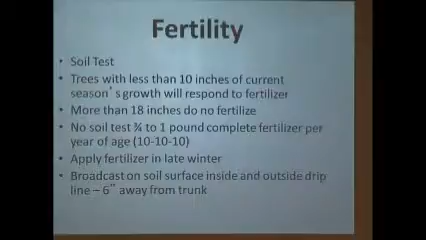 Fertility
• Soil Test
• Trees with less than 10 inches of current
season's growth will respond to fertilizer
• More than 18 inches do no fertilize
• No soil test ¾ to 1 pound complete fertilizer per
year of age (10-10-10)
• Apply fertilizer in late winter
• Broadcast on soil surface inside and outside drip
line – 6" away from trunk